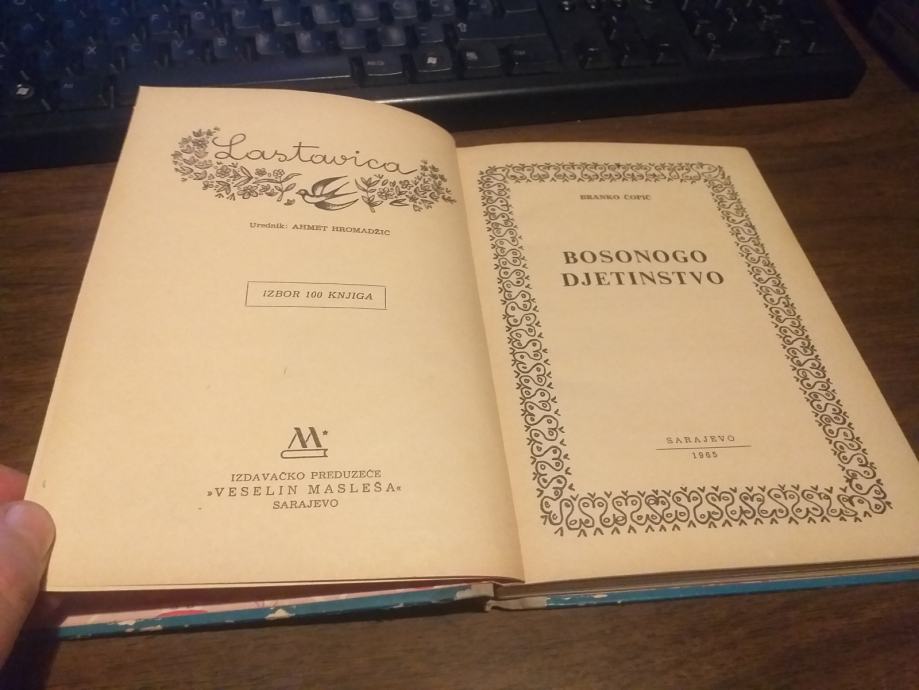 Lastavica
Urednik: AHMET HROMADŽIĆ
IZBOR 100 KNJIGA
M
IZDAVAČKO PREDUZEĆE
»VESELIN MASLEŠA«
SARAJEVO
BRANKO ĆOPIĆ
BOSONOGO
DJETINSTVO
SARAJEVO
1965